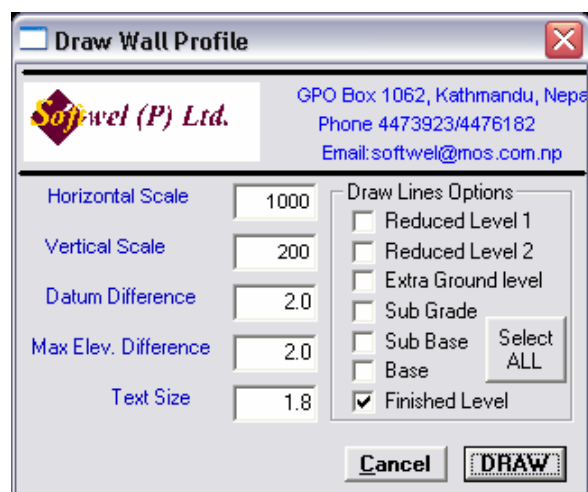 Draw Wall Profile
Softwel (P) Ltd.
GPO Box 1062, Kathmandu, Nepa
Phone 4473923/4476182
Email:softwel@mos.com.np
Horizontal Scale 1000
Vertical Scale 200
Datum Difference 2.0
Max Elev. Difference 2.0
Text Size 1.8
Draw Lines Options
Reduced Level 1
Reduced Level 2
Extra Ground level
Sub Grade
Sub Base
Base
Finished Level
Select
ALL
Cancel
DRAW